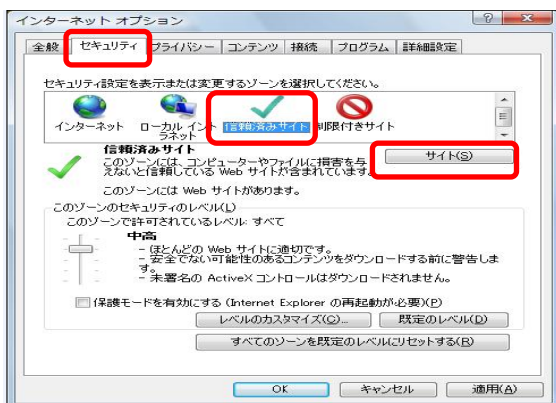 インターネット オプション
全般 セキュリティ プライバシー コンテンツ 接続 プログラム 詳細設定
セキュリティ設定を表示または変更するゾーンを選択してください。
インターネット ローカル イント 信頼済みサイト 制限付きサイト
ラネット
信頼済みサイト
サイト(S)
このゾーンには、コンピューターやファイルに損害を与
えないと信頼している Web サイトが含まれています。
このゾーンには Web サイトがあります。
このゾーンのセキュリティのレベル(L)
このゾーンで許可されているレベル: すべて
中高
- ほとんどの Web サイトに適切です。
- 安全でない可能性のあるコンテンツをダウンロードする前に警告しま
す。
- 未署名の ActiveX コントロールはダウンロードされません。
保護モードを有効にする (Internet Explorer の再起動が必要)(P)
レベルのカスタマイズ(C)... 既定のレベル(D)
すべてのゾーンを既定のレベルにリセットする(R)
OK キャンセル 適用(A)